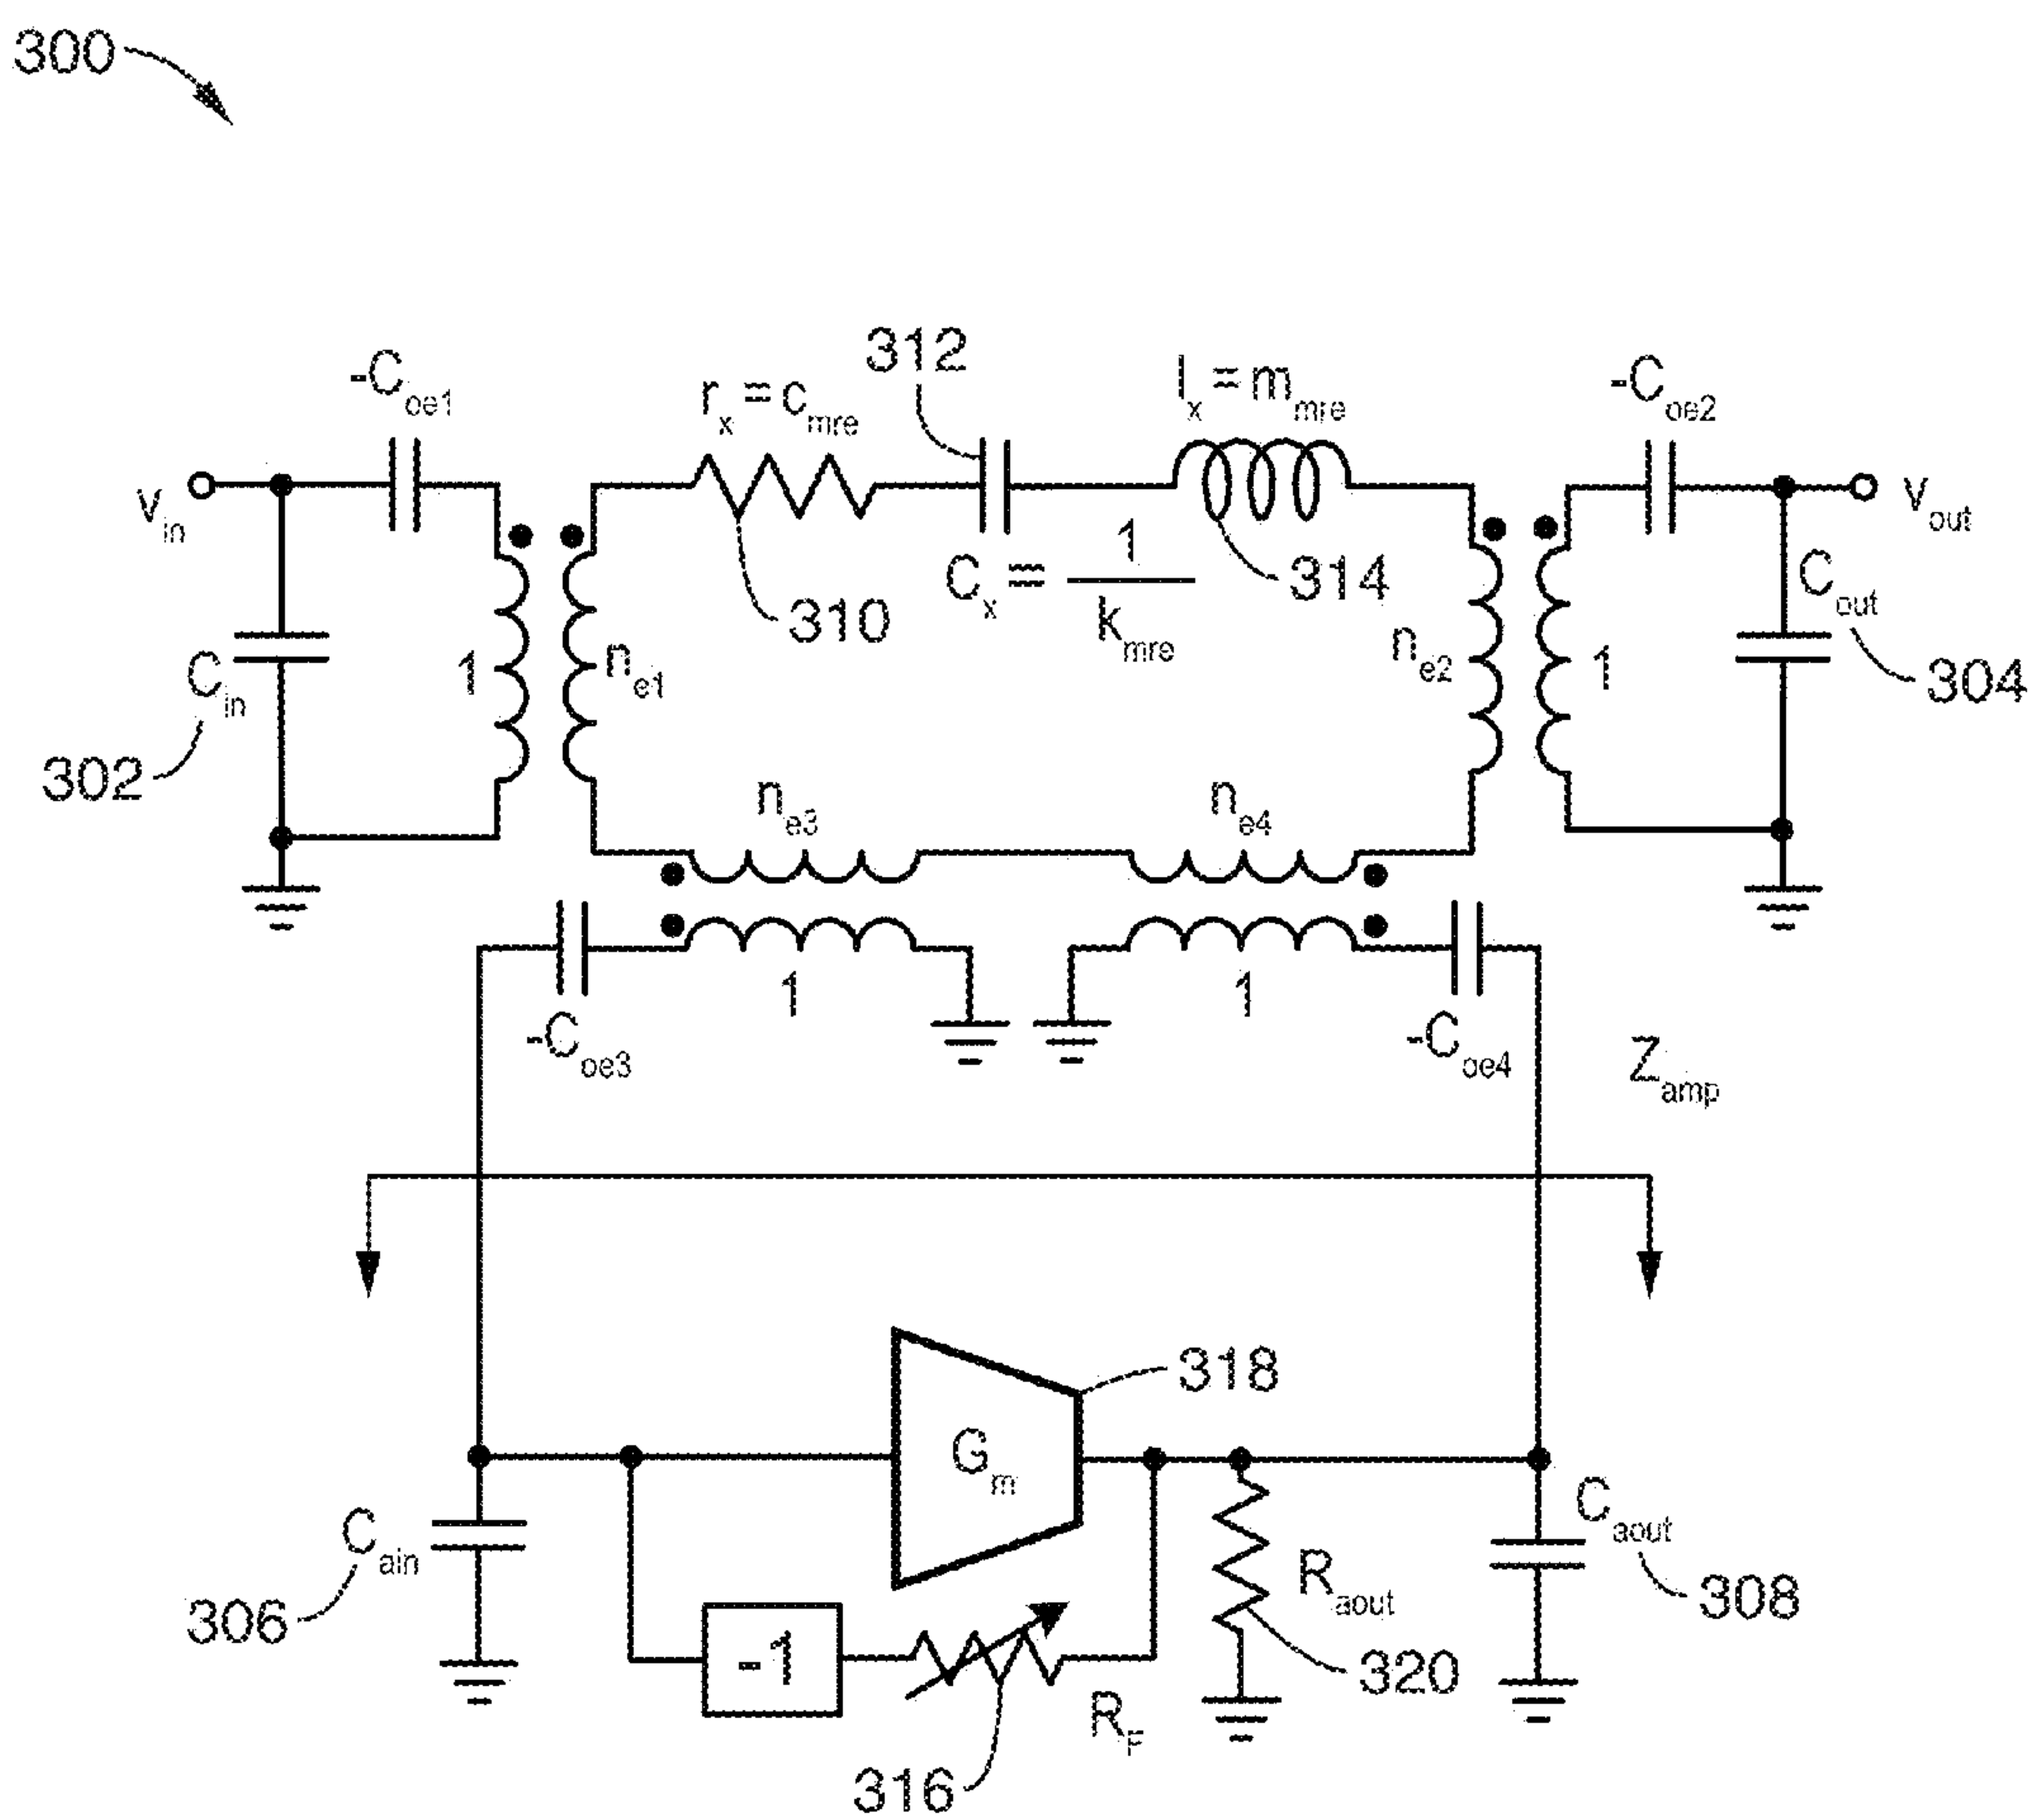 300
312
-Coe1
rx = cmre
lx = mmre
-Coe2
vin
vout
Cx = 1/kmre
310
314
Cin
1
ne1
ne2
1
Cout
304
302
ne3
ne4
1
1
-Coe3
-Coe4
Zamp
318
Gm
Cain
Caout
306
-1
Raout
308
RF
320
316